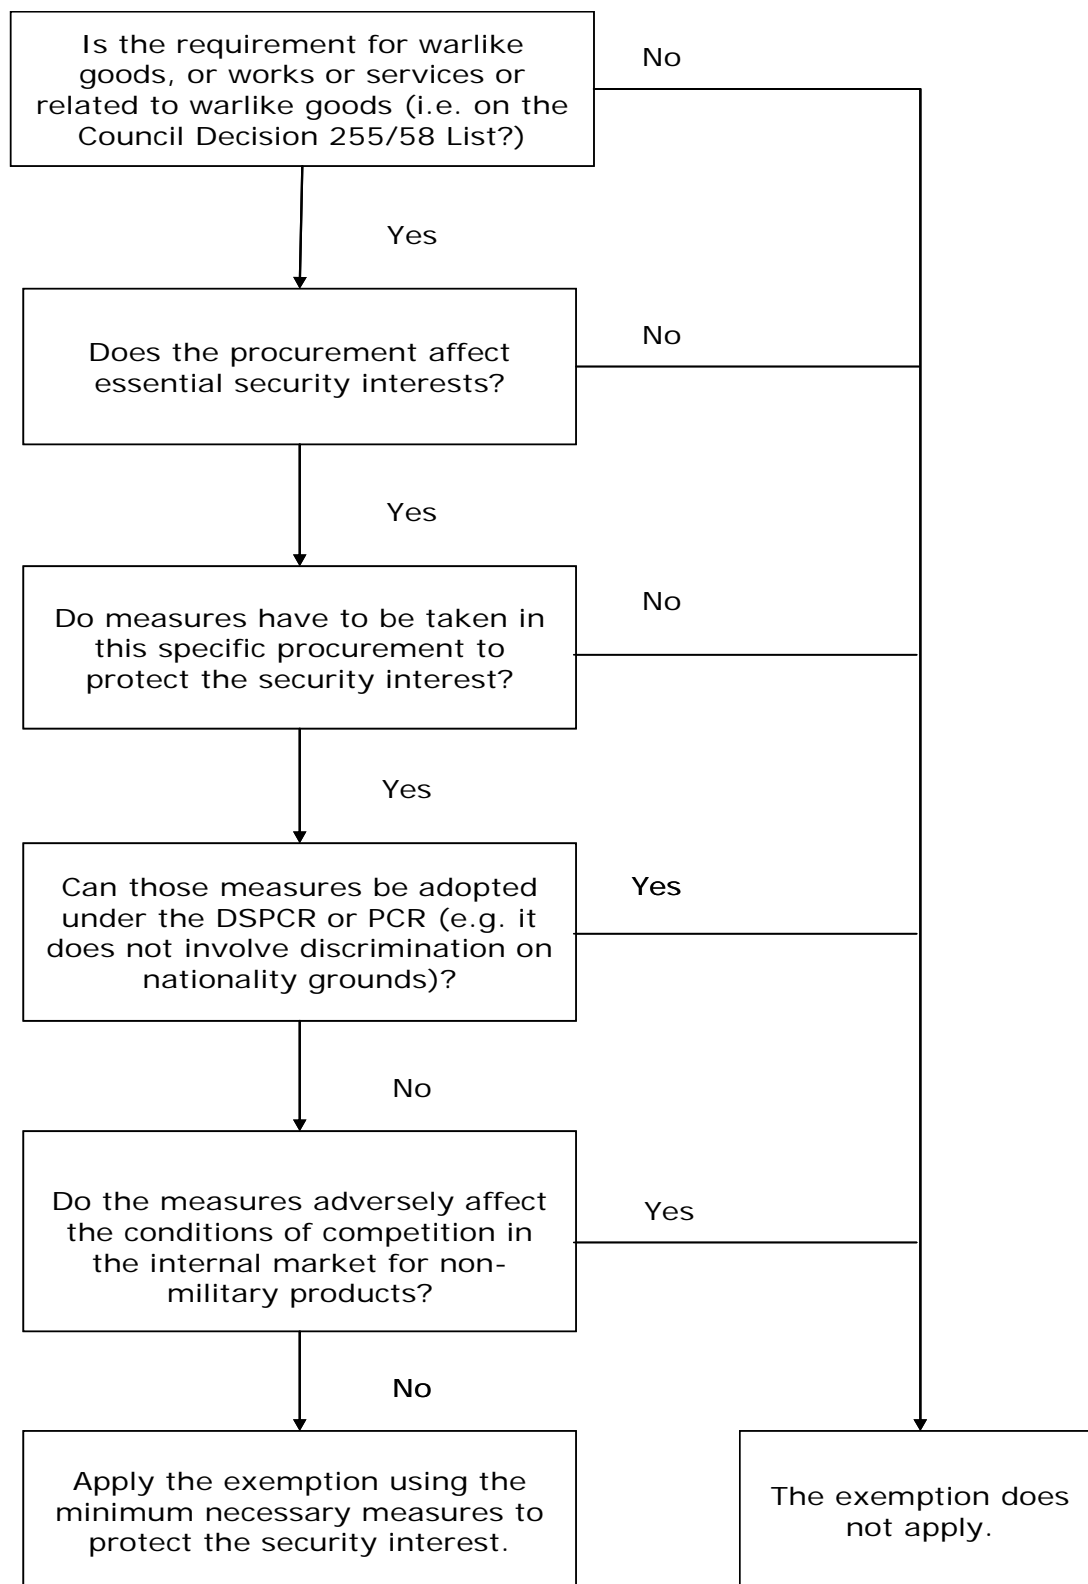 Is the requirement for warlike
goods, or works or services or
related to warlike goods (i.e. on the
Council Decision 255/58 List?)
No
Yes
Does the procurement affect
essential security interests?
No
Yes
Do measures have to be taken in
this specific procurement to
protect the security interest?
No
Yes
Can those measures be adopted
under the DSPCR or PCR (e.g. it
does not involve discrimination on
nationality grounds)?
Yes
No
Do the measures adversely affect
the conditions of competition in
the internal market for non-
military products?
Yes
No
Apply the exemption using the
minimum necessary measures to
protect the security interest.
The exemption does
not apply.